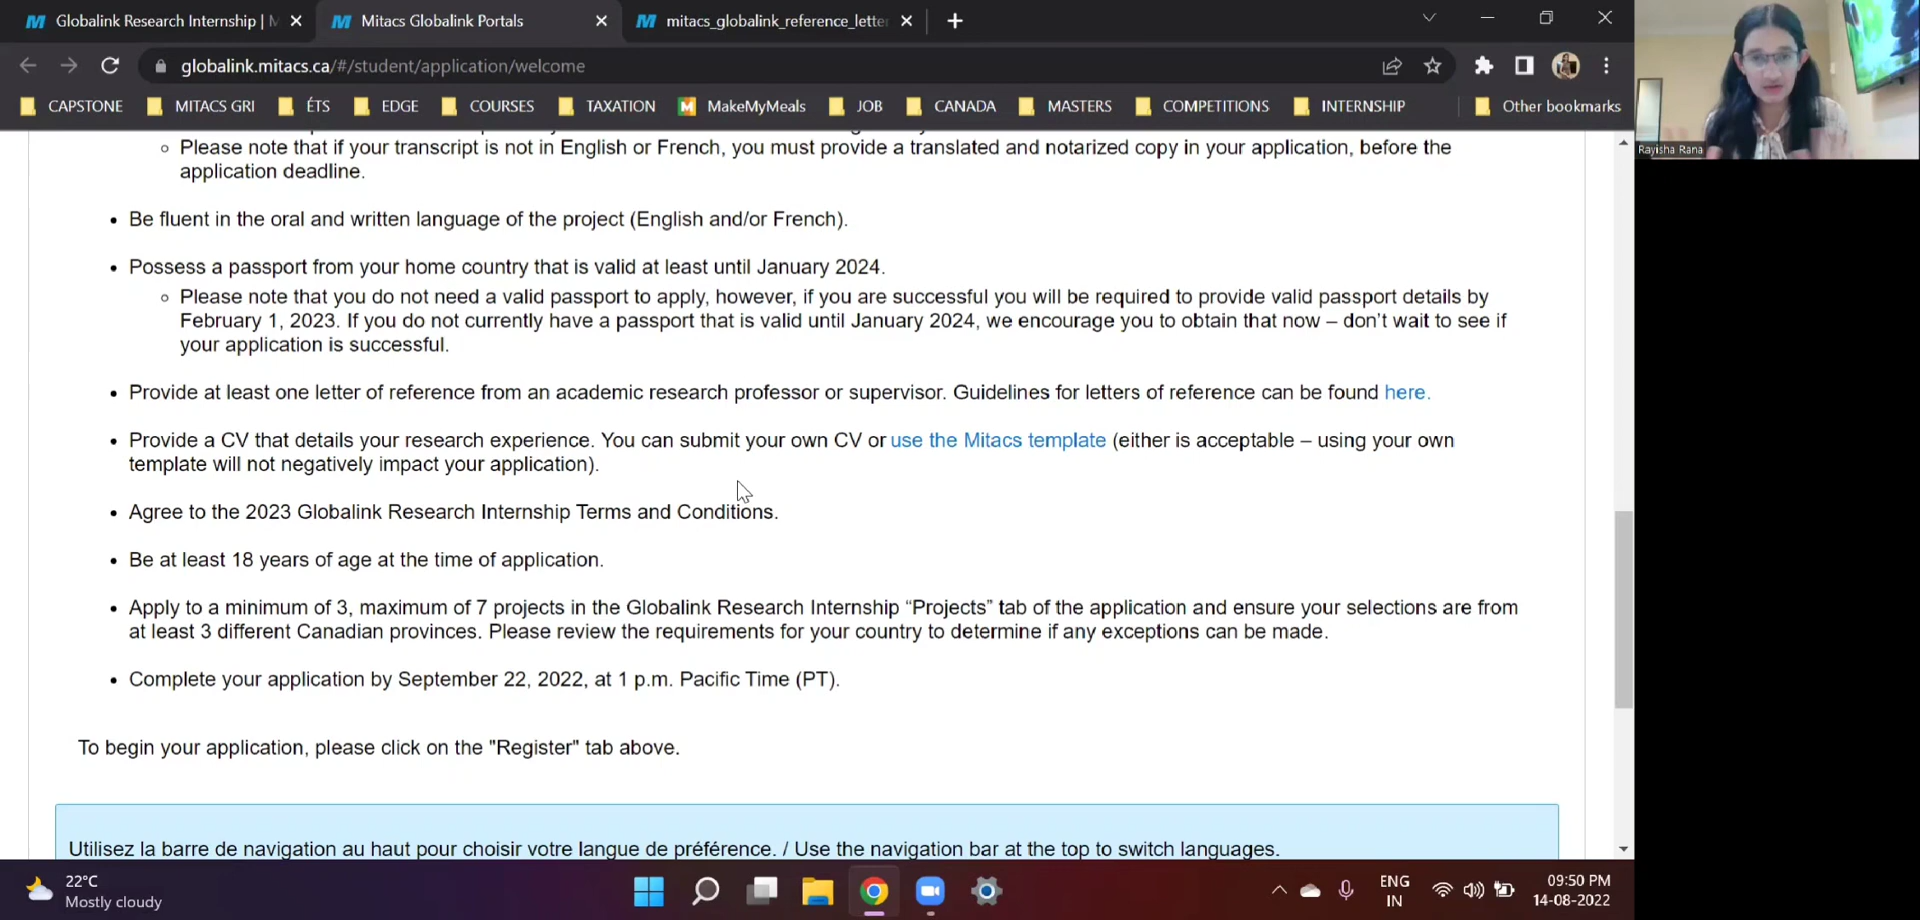 Globalink Research Internship | M
Mitacs Globalink Portals
mitacs_globalink_reference_letter
globalink.mitacs.ca/#/student/application/welcome
CAPSTONE
MITACS GRI
ÉTS
EDGE
COURSES
TAXATION
MakeMyMeals
JOB
CANADA
MASTERS
COMPETITIONS
INTERNSHIP
Other bookmarks
Rayisha Rana
Please note that if your transcript is not in English or French, you must provide a translated and notarized copy in your application, before the
application deadline.
Be fluent in the oral and written language of the project (English and/or French).
Possess a passport from your home country that is valid at least until January 2024.
Please note that you do not need a valid passport to apply, however, if you are successful you will be required to provide valid passport details by
February 1, 2023. If you do not currently have a passport that is valid until January 2024, we encourage you to obtain that now – don’t wait to see if
your application is successful.
Provide at least one letter of reference from an academic research professor or supervisor. Guidelines for letters of reference can be found here.
Provide a CV that details your research experience. You can submit your own CV or use the Mitacs template (either is acceptable – using your own
template will not negatively impact your application).
Agree to the 2023 Globalink Research Internship Terms and Conditions.
Be at least 18 years of age at the time of application.
Apply to a minimum of 3, maximum of 7 projects in the Globalink Research Internship “Projects” tab of the application and ensure your selections are from
at least 3 different Canadian provinces. Please review the requirements for your country to determine if any exceptions can be made.
Complete your application by September 22, 2022, at 1 p.m. Pacific Time (PT).
To begin your application, please click on the "Register" tab above.
Utilisez la barre de navigation au haut pour choisir votre langue de préférence. / Use the navigation bar at the top to switch languages.
22°C
Mostly cloudy
ENG
IN
09:50 PM
14-08-2022